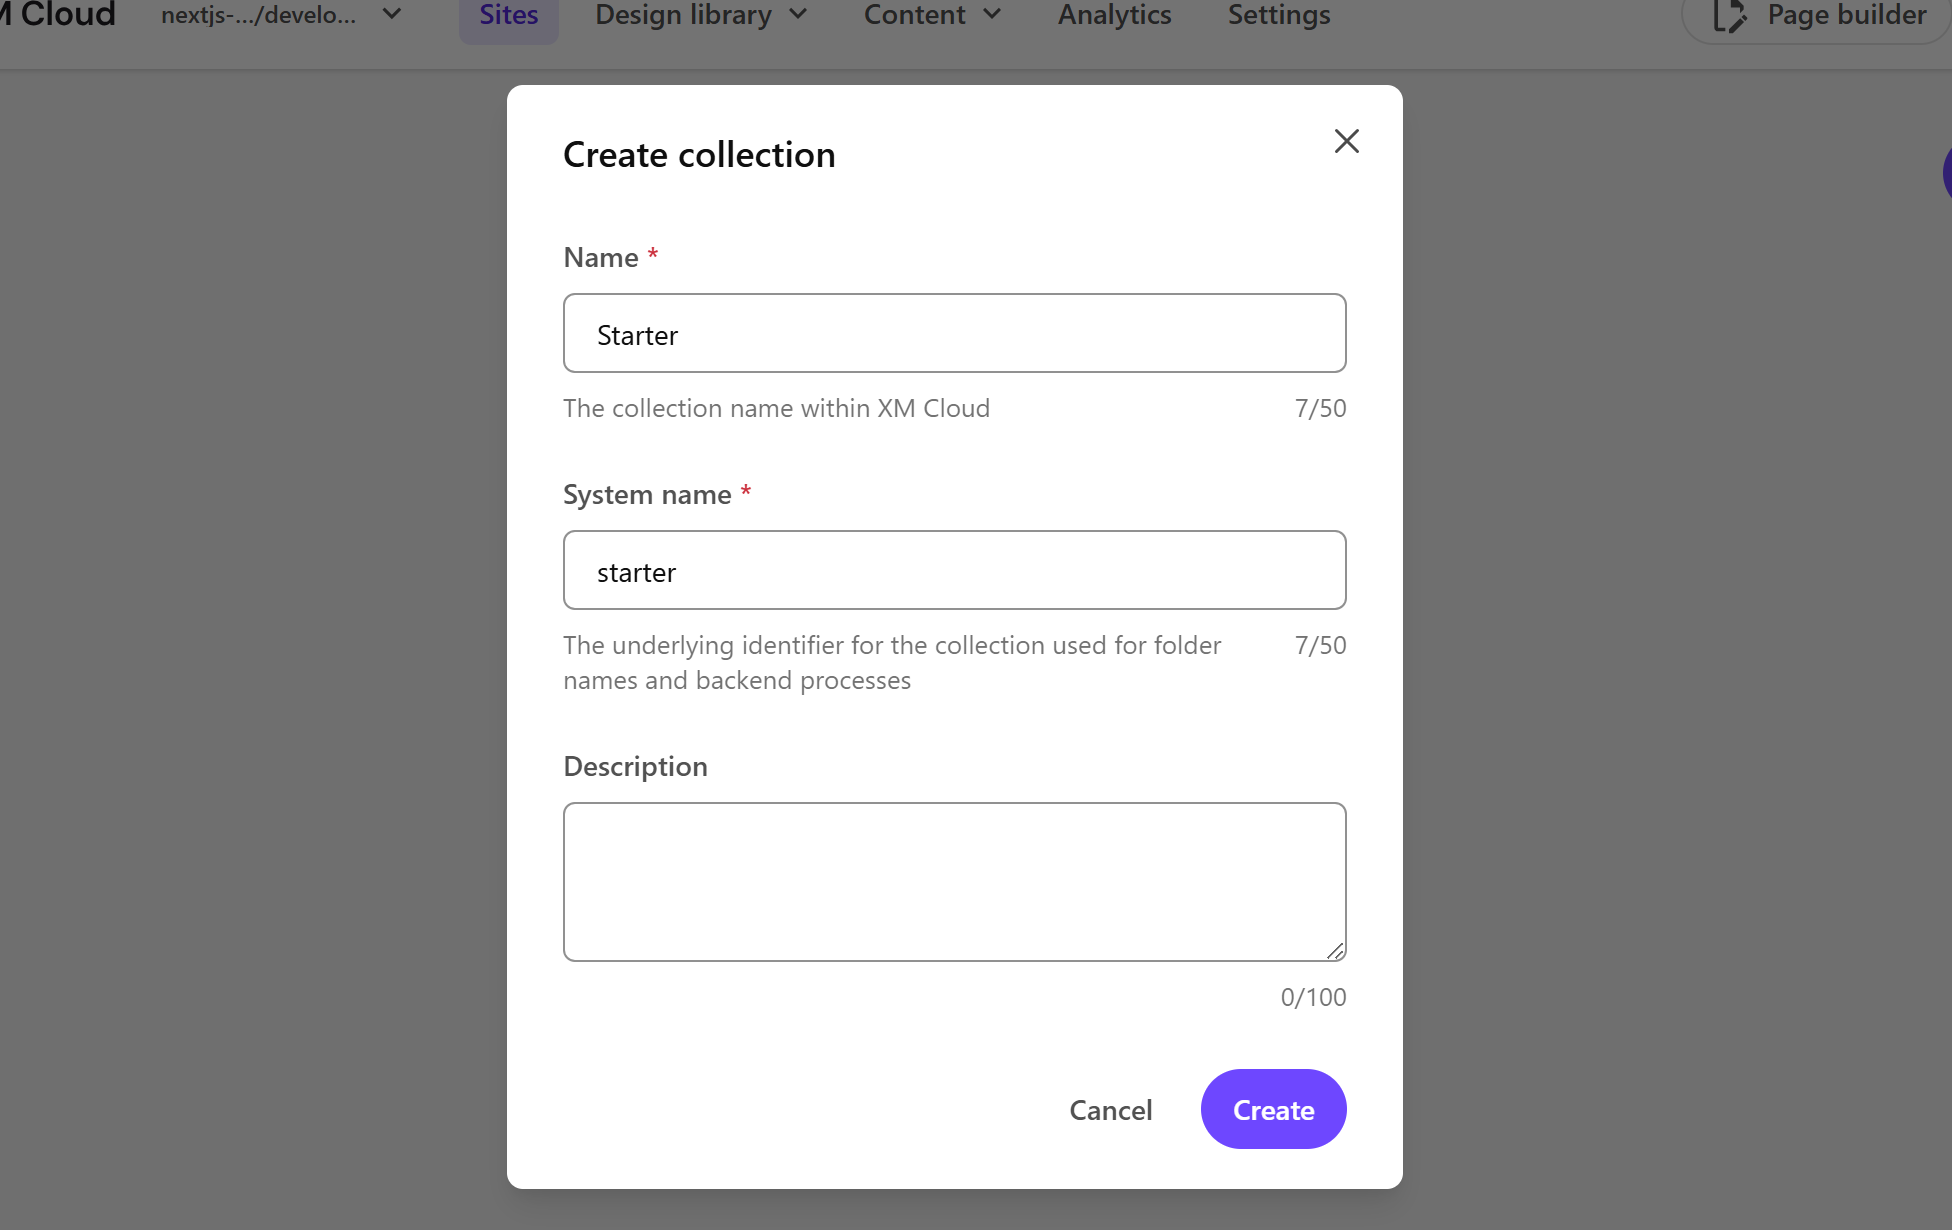 M Cloud
nextjs-.../develo...
Sites
Design library
Content
Analytics
Settings
Page builder
Create collection
Name *
Starter
The collection name within XM Cloud
7/50
System name *
starter
The underlying identifier for the collection used for folder
names and backend processes
7/50
Description
0/100
Cancel
Create